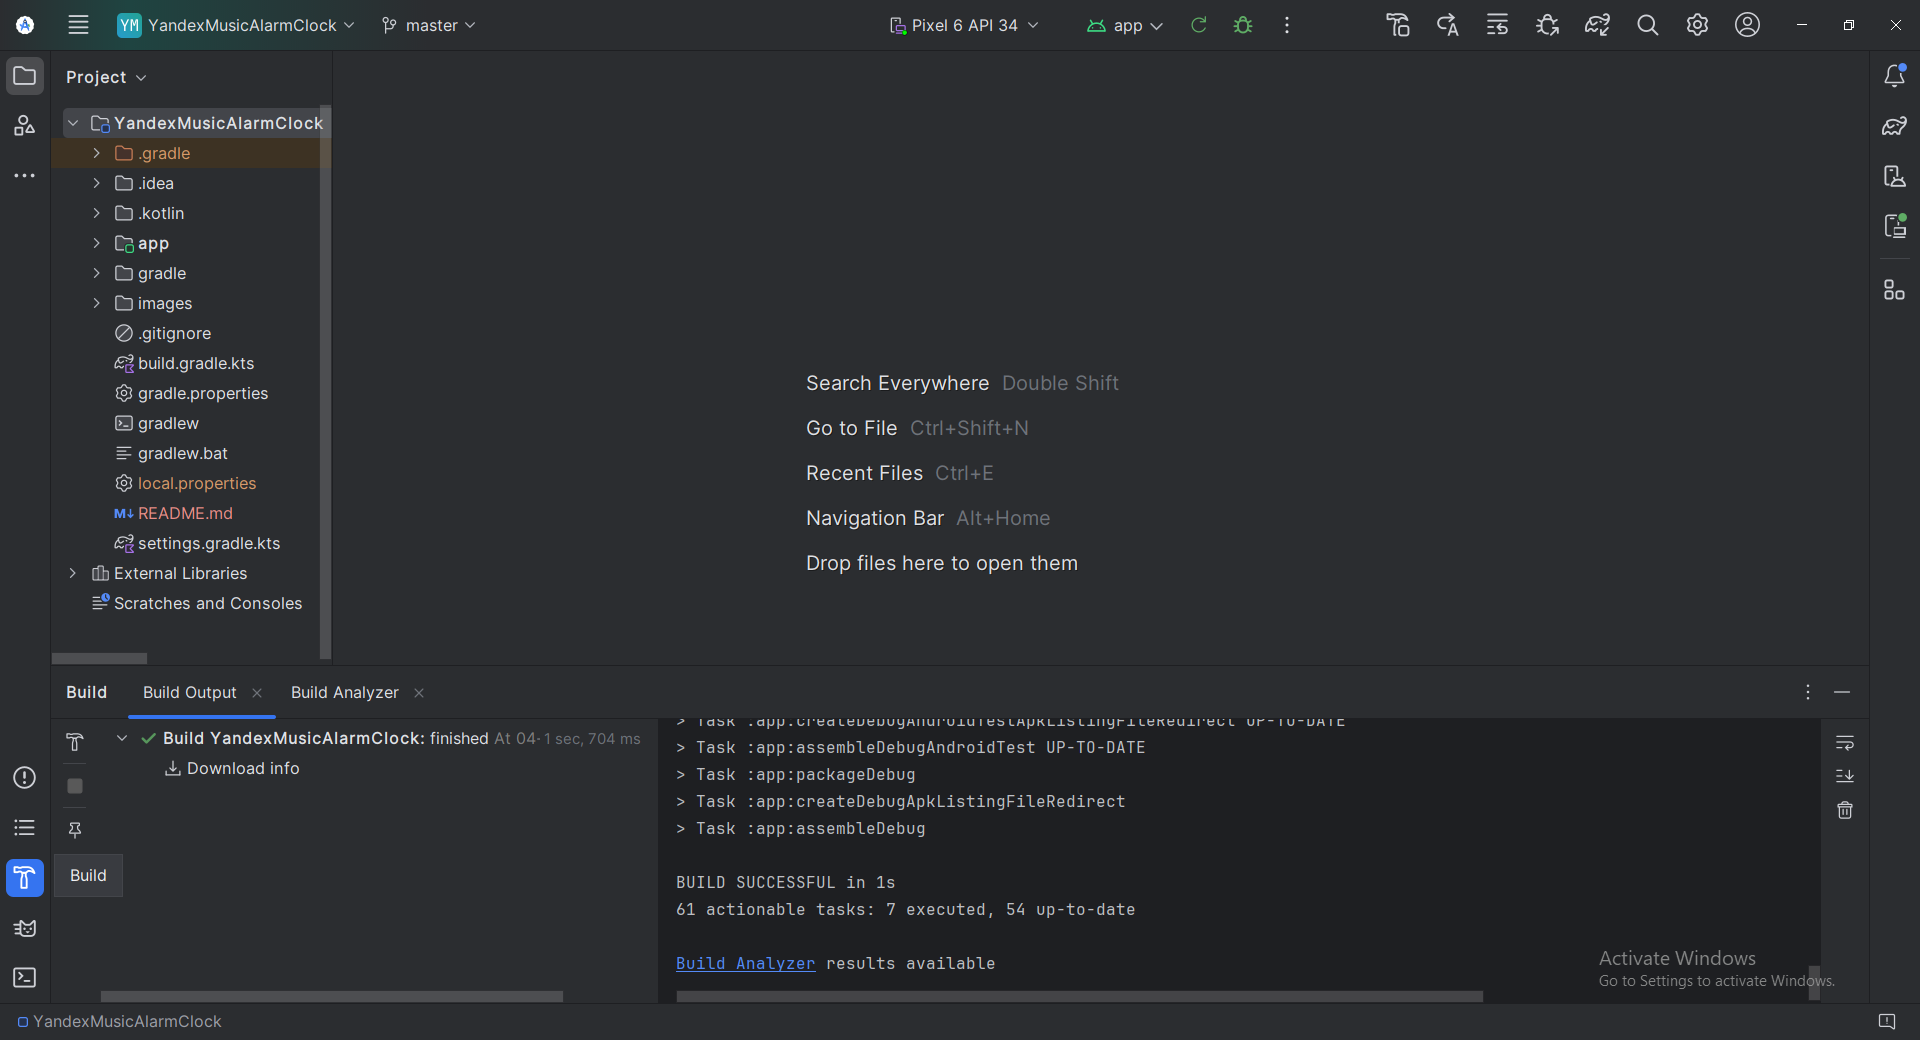 YM YandexMusicAlarmClock master Pixel 6 API 34 app
Project
YandexMusicAlarmClock
.gradle
.idea
.kotlin
app
gradle
images
.gitignore
build.gradle.kts
gradle.properties
gradlew
gradlew.bat
local.properties
M↓ README.md
settings.gradle.kts
External Libraries
Scratches and Consoles
Search Everywhere Double Shift
Go to File Ctrl+Shift+N
Recent Files Ctrl+E
Navigation Bar Alt+Home
Drop files here to open them
Build Build Output Build Analyzer
Build YandexMusicAlarmClock: finished At 04- 1 sec, 704 ms
Download info
Build
> Task :app:createDebugAndroidTestApkListingFileRedirect UP-TO-DATE
> Task :app:assembleDebugAndroidTest UP-TO-DATE
> Task :app:packageDebug
> Task :app:createDebugApkListingFileRedirect
> Task :app:assembleDebug
BUILD SUCCESSFUL in 1s
61 actionable tasks: 7 executed, 54 up-to-date
Build Analyzer results available
Activate Windows
Go to Settings to activate Windows.
YandexMusicAlarmClock